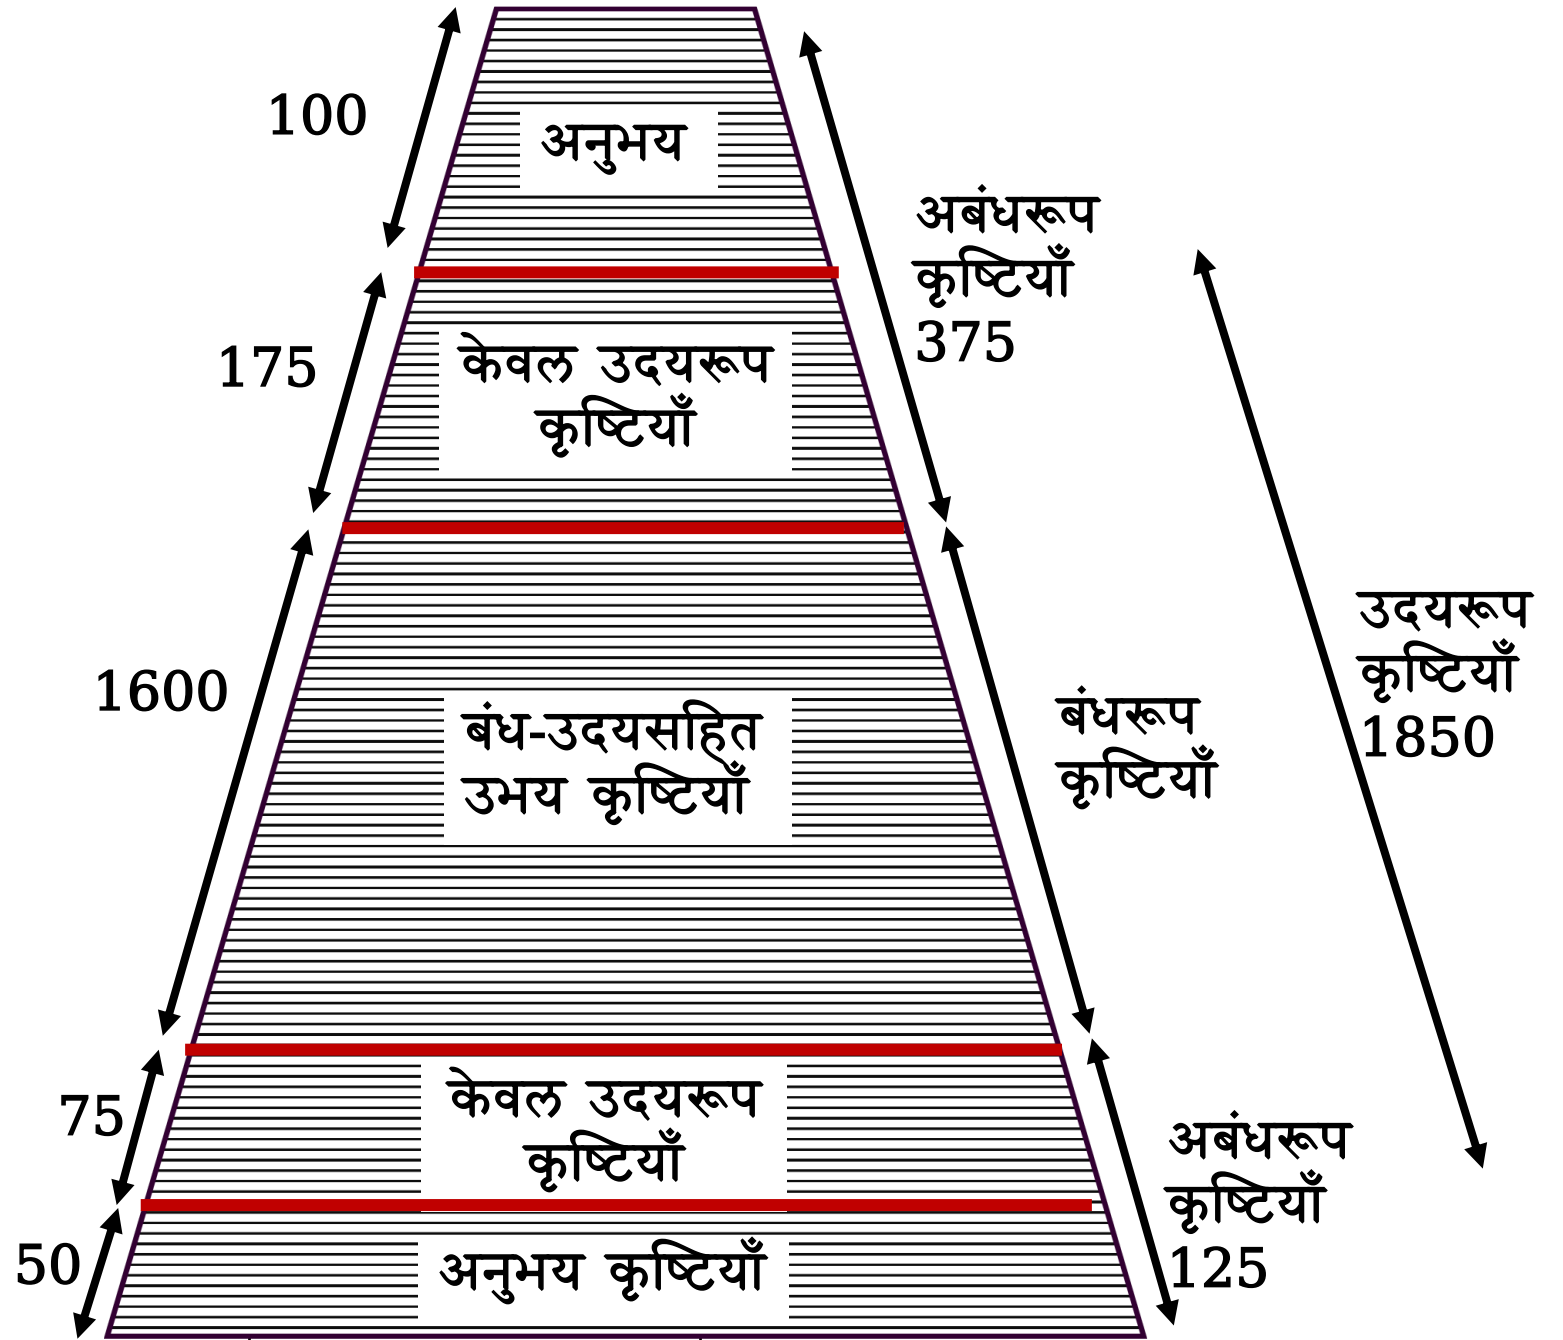 100
अनुभय
अबंधरूप
कृष्टियाँ
375
175
केवल उदयरूप
कृष्टियाँ
उदयरूप
कृष्टियाँ
1850
1600
बंध-उदयसहित
उभय कृष्टियाँ
बंधरूप
कृष्टियाँ
75
केवल उदयरूप
कृष्टियाँ
अबंधरूप
कृष्टियाँ
125
50
अनुभय कृष्टियाँ